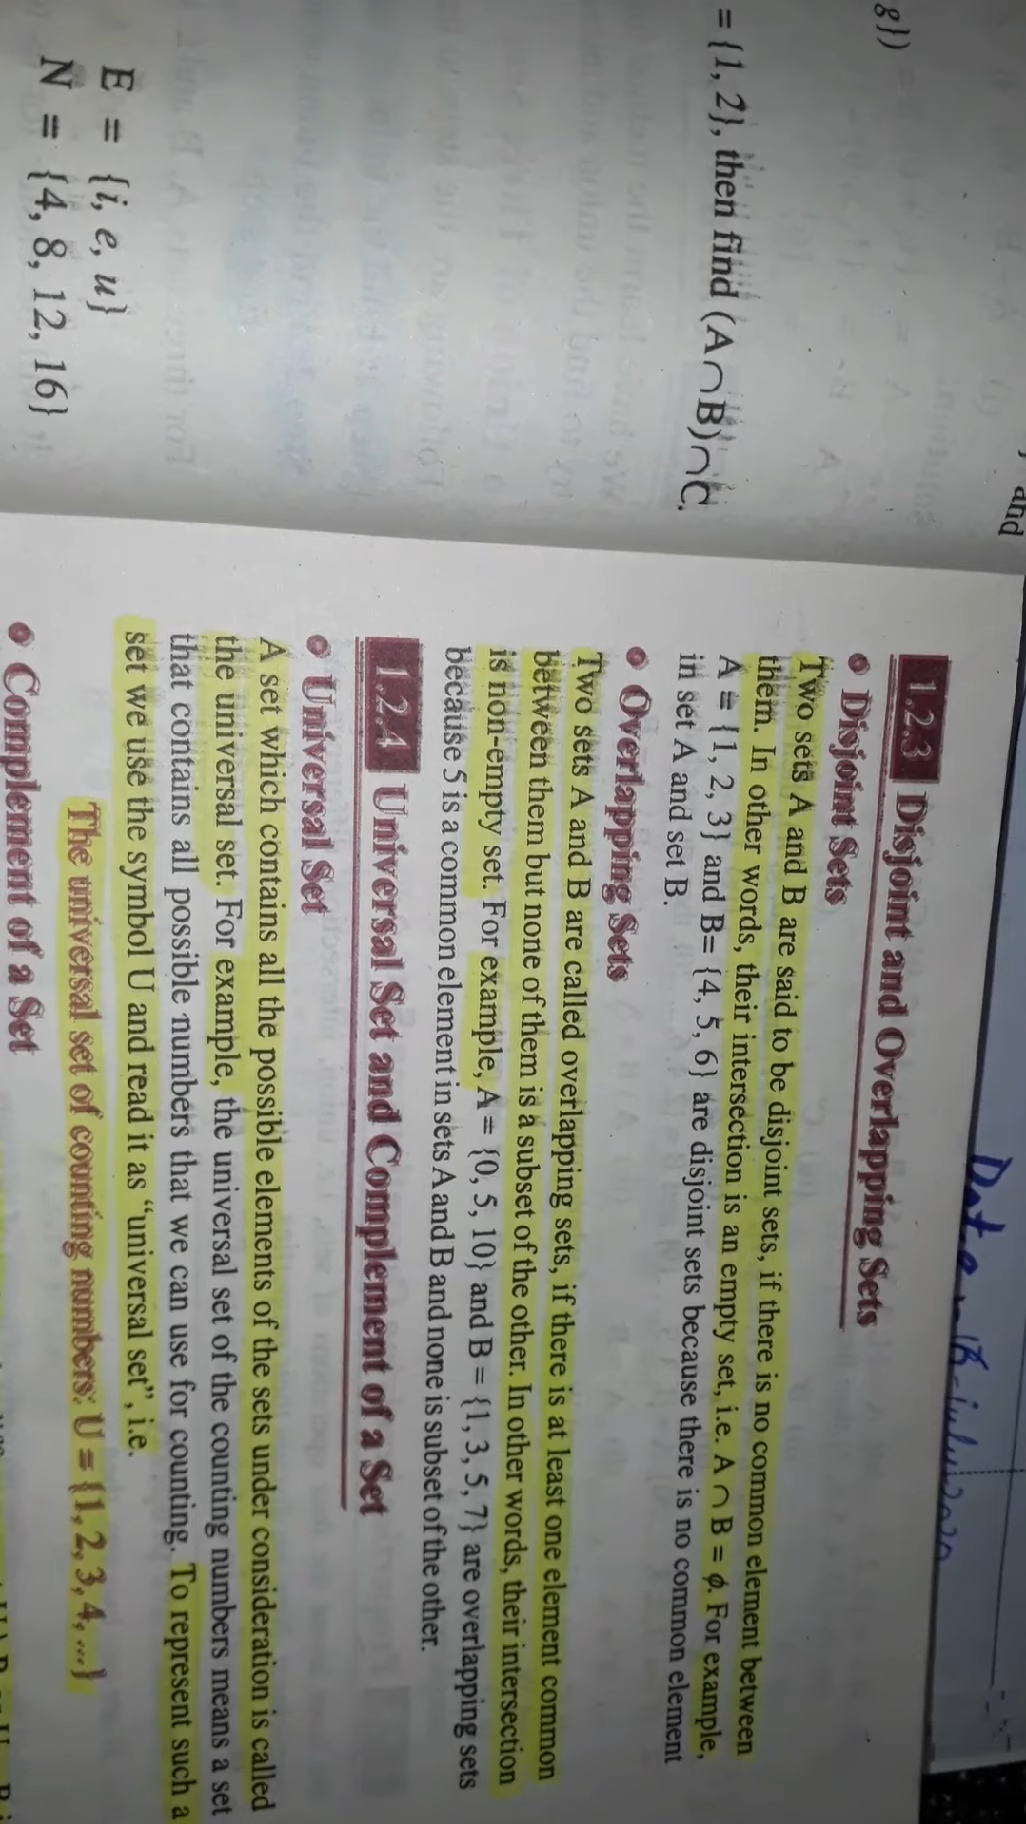 g})
= {1, 2}, then find (A∩B)∩C.
E = {i, e, u}
N = {4, 8, 12, 16}
and
1.2.3 Disjoint and Overlapping Sets
• Disjoint Sets
Two sets A and B are said to be disjoint sets, if there is no common element between
them. In other words, their intersection is an empty set, i.e. A ∩ B = ϕ. For example,
A = {1, 2, 3} and B= {4, 5, 6} are disjoint sets because there is no common element
in set A and set B.
• Overlapping Sets
Two sets A and B are called overlapping sets, if there is at least one element common
between them but none of them is a subset of the other. In other words, their intersection
is non-empty set. For example, A = {0, 5, 10} and B = {1, 3, 5, 7} are overlapping sets
because 5 is a common element in sets A and B and none is subset of the other.
1.2.4 Universal Set and Complement of a Set
• Universal Set
A set which contains all the possible elements of the sets under consideration is called
the universal set. For example, the universal set of the counting numbers means a set
that contains all possible numbers that we can use for counting. To represent such a
set we use the symbol U and read it as “universal set”, i.e.
The universal set of counting numbers: U = {1, 2, 3, 4, ...}
• Complement of a Set